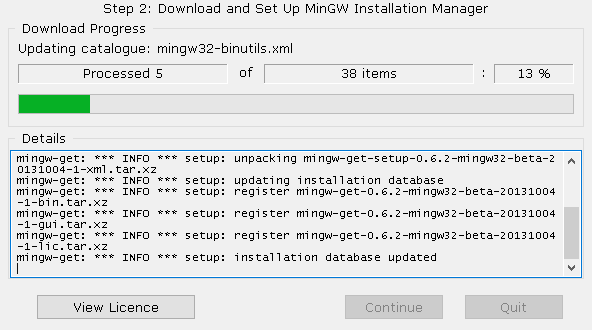 Step 2: Download and Set Up MinGW Installation Manager
Download Progress
Updating catalogue: mingw32-binutils.xml
Processed 5 of 38 items : 13 %
Details
mingw-get: *** INFO *** setup: unpacking mingw-get-setup-0.6.2-mingw32-beta-2
0131004-1-xml.tar.xz
mingw-get: *** INFO *** setup: updating installation database
mingw-get: *** INFO *** setup: register mingw-get-0.6.2-mingw32-beta-20131004
-1-bin.tar.xz
mingw-get: *** INFO *** setup: register mingw-get-0.6.2-mingw32-beta-20131004
-1-gui.tar.xz
mingw-get: *** INFO *** setup: register mingw-get-0.6.2-mingw32-beta-20131004
-1-lic.tar.xz
mingw-get: *** INFO *** setup: installation database updated
View Licence Continue Quit